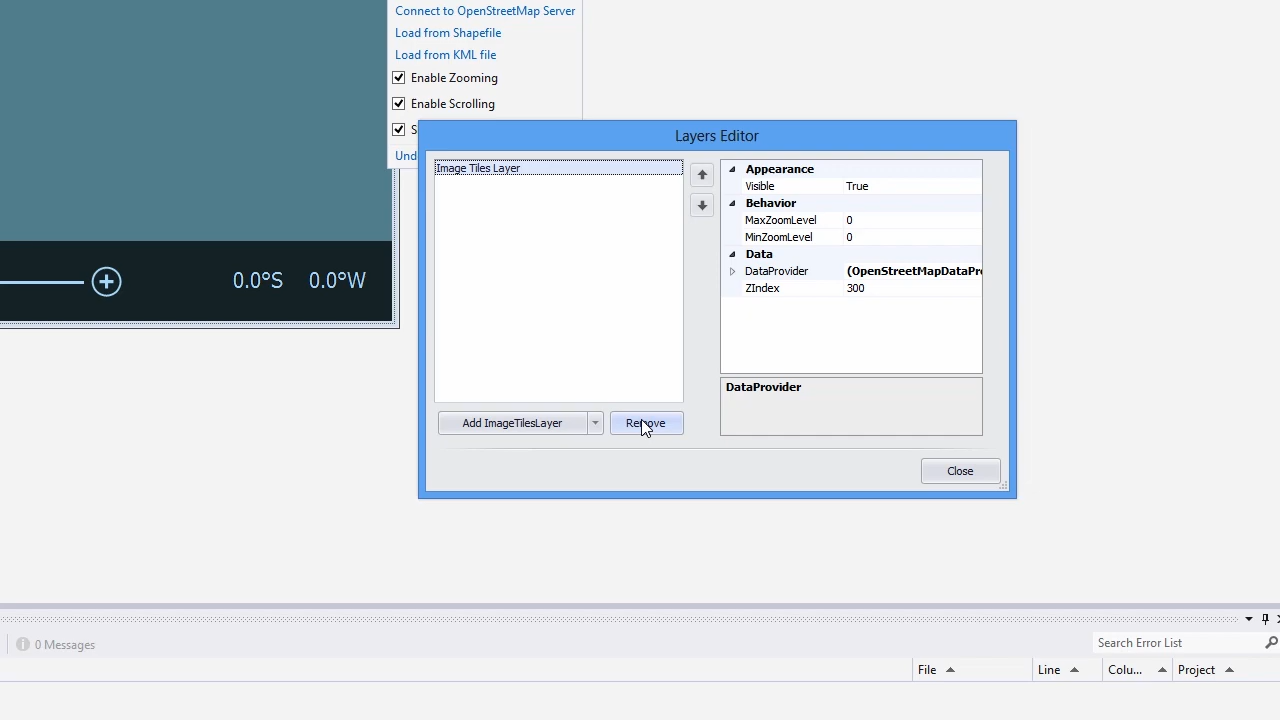 Connect to OpenStreetMap Server
Load from Shapefile
Load from KML file
Enable Zooming
Enable Scrolling
S
Und
0.0°S 0.0°W
Layers Editor
Image Tiles Layer
Appearance
Visible True
Behavior
MaxZoomLevel 0
MinZoomLevel 0
Data
DataProvider (OpenStreetMapDataPr
ZIndex 300
DataProvider
Add ImageTilesLayer Remove
Close
0 Messages
Search Error List
File Line Colu... Project